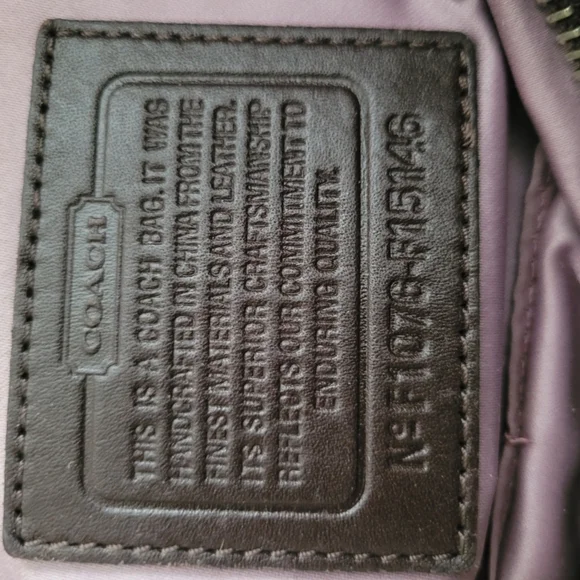 COACH
THIS IS A COACH BAG. IT WAS
HANDCRAFTED IN CHINA FROM THE
FINEST MATERIALS AND LEATHER.
ITS SUPERIOR CRAFTSMANSHIP
REFLECTS OUR COMMITMENT TO
ENDURING QUALITY.
Nº F1076-F15146